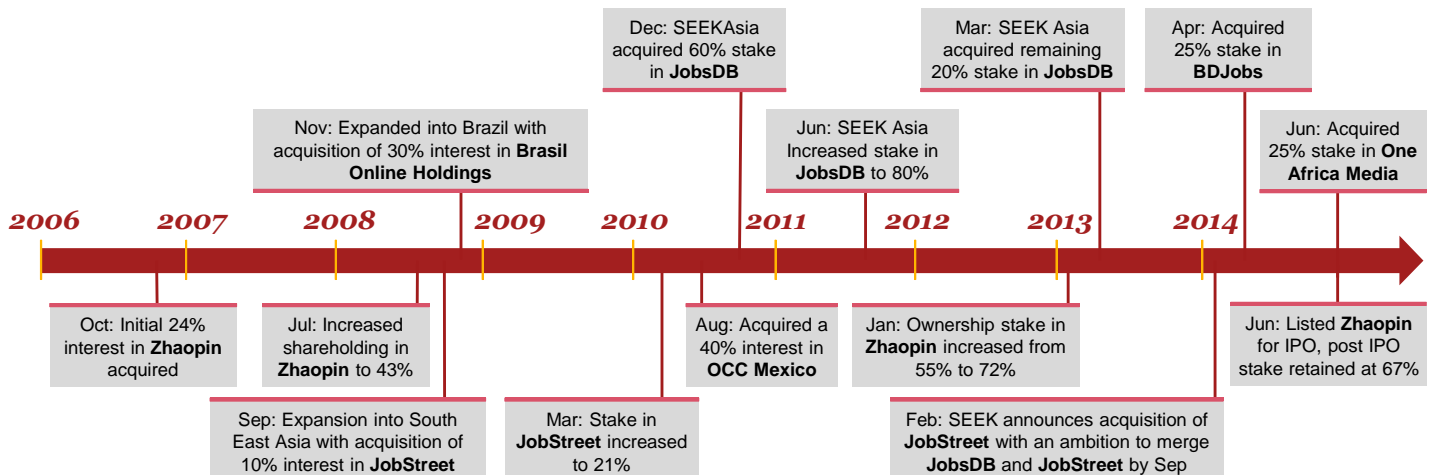 Dec: SEEKAsia
acquired 60% stake
in JobsDB
Mar: SEEK Asia
acquired remaining
20% stake in JobsDB
Apr: Acquired
25% stake in
BDJobs
Nov: Expanded into Brazil with
acquisition of 30% interest in Brasil
Online Holdings
Jun: SEEK Asia
Increased stake in
JobsDB to 80%
Jun: Acquired
25% stake in One
Africa Media
2006
2007
2008
2009
2010
2011
2012
2013
2014
Oct: Initial 24%
interest in Zhaopin
acquired
Jul: Increased
shareholding in
Zhaopin to 43%
Aug: Acquired a
40% interest in
OCC Mexico
Jan: Ownership stake in
Zhaopin increased from
55% to 72%
Jun: Listed Zhaopin
for IPO, post IPO
stake retained at 67%
Sep: Expansion into South
East Asia with acquisition of
10% interest in JobStreet
Mar: Stake in
JobStreet increased
to 21%
Feb: SEEK announces acquisition of
JobStreet with an ambition to merge
JobsDB and JobStreet by Sep